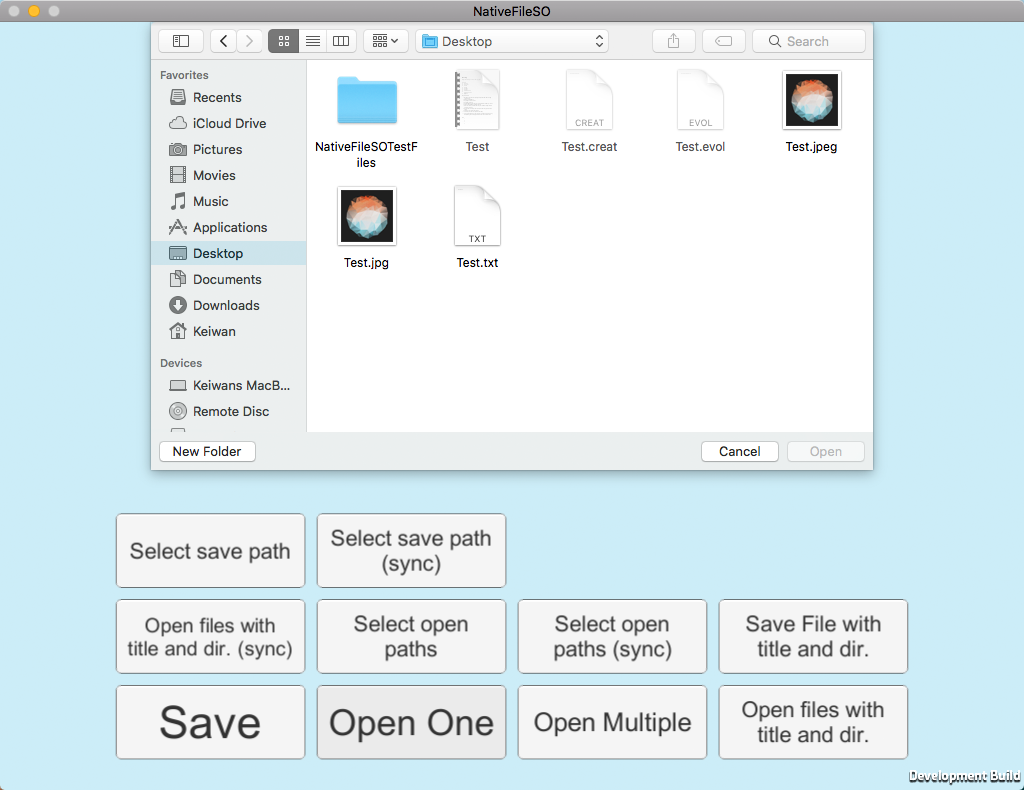 NativeFileSO
Desktop
Search
Favorites
Recents
iCloud Drive
Pictures
Movies
Music
Applications
Desktop
Documents
Downloads
Keiwan
Devices
Keiwans MacB...
Remote Disc
NativeFileSOTestF
iles
Test
CREAT
Test.creat
EVOL
Test.evol
Test.jpeg
Test.jpg
TXT
Test.txt
New Folder
Cancel
Open
Select save path
Select save path
(sync)
Open files with
title and dir. (sync)
Select open
paths
Select open
paths (sync)
Save File with
title and dir.
Save
Open One
Open Multiple
Open files with
title and dir.
Development Build